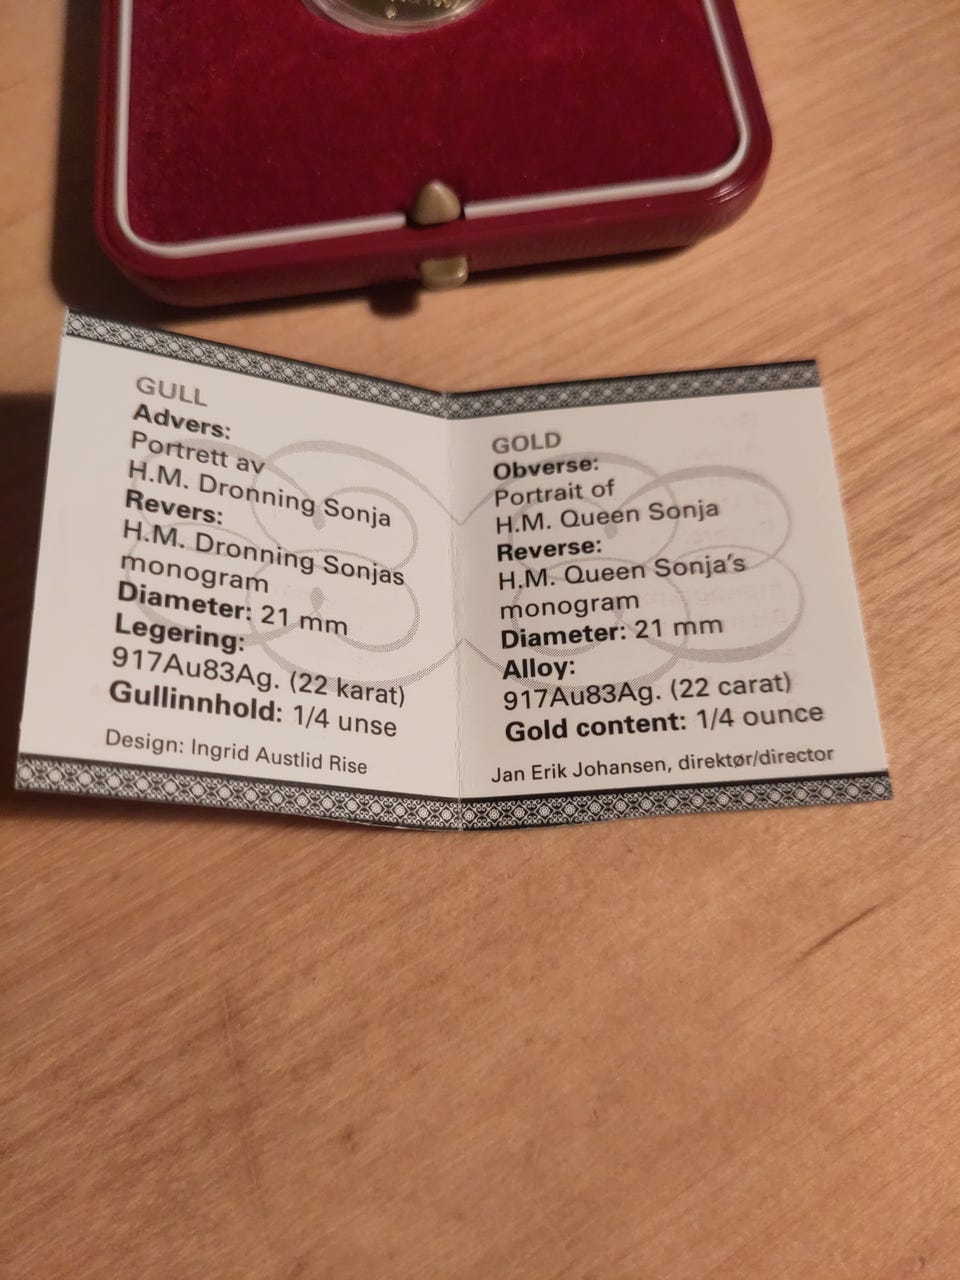 GULL
Advers:
Portrett av
H.M. Dronning Sonja
Revers:
H.M. Dronning Sonjas
monogram
Diameter: 21 mm
Legering:
917Au83Ag. (22 karat)
Gullinnhold: 1/4 unse
Design: Ingrid Austlid Rise
GOLD
Obverse:
Portrait of
H.M. Queen Sonja
Reverse:
H.M. Queen Sonja's
monogram
Diameter: 21 mm
Alloy:
917Au83Ag. (22 carat)
Gold content: 1/4 ounce
Jan Erik Johansen, direktør/director